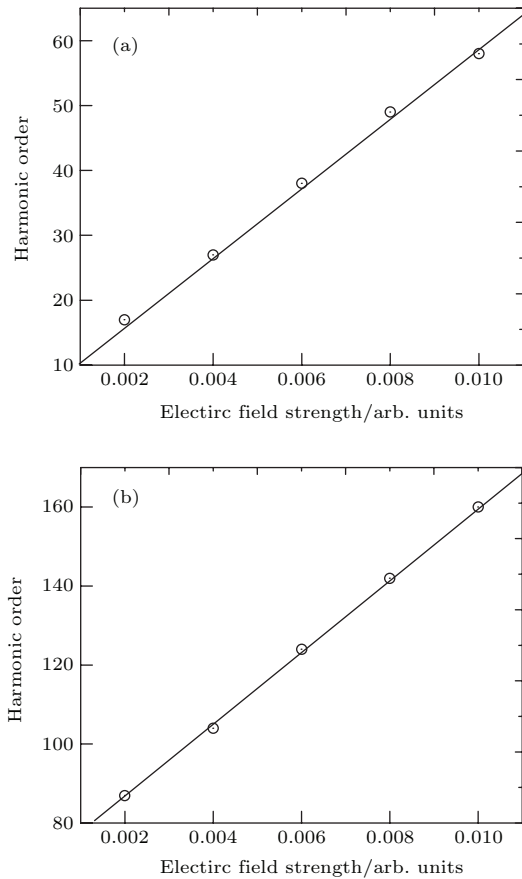 (a)
60
50
40
30
20
10
Harmonic order
0.002 0.004 0.006 0.008 0.010
Electirc field strength/arb. units
(b)
160
140
120
100
80
Harmonic order
0.002 0.004 0.006 0.008 0.010
Electirc field strength/arb. units